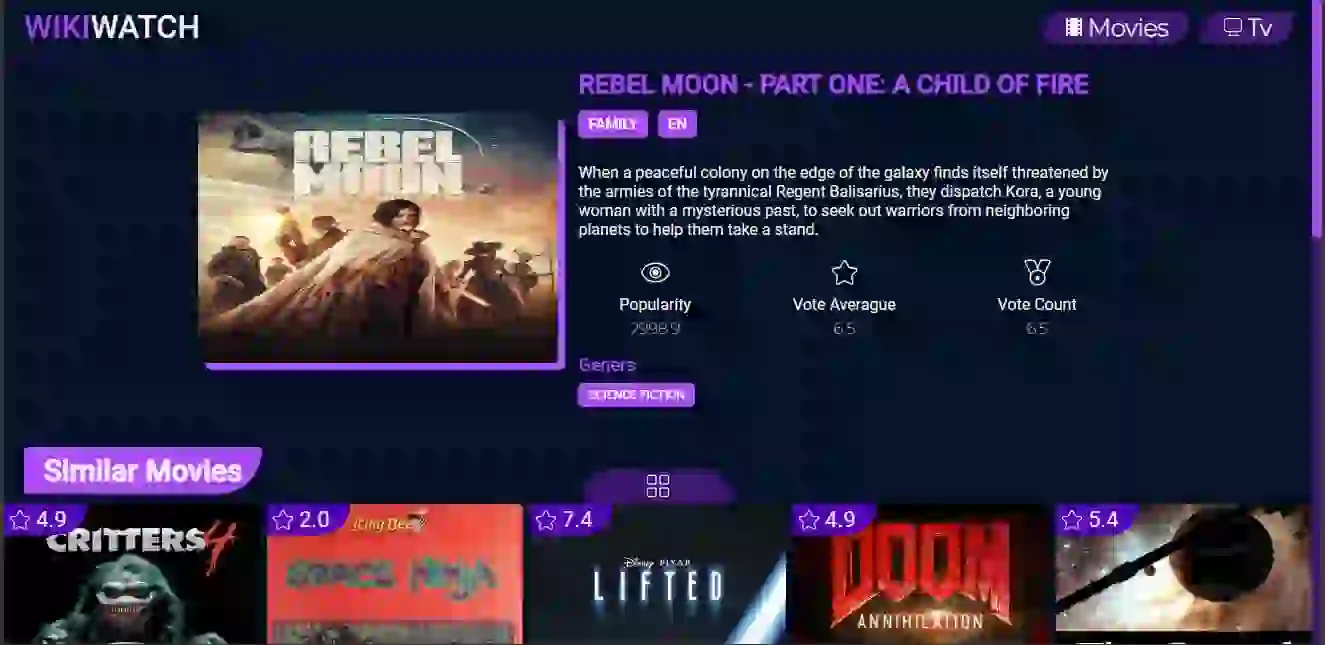 WIKIWATCH
Movies
Tv
REBEL MOON - PART ONE: A CHILD OF FIRE
FAMILY
EN
REBEL
MOON
When a peaceful colony on the edge of the galaxy finds itself threatened by
the armies of the tyrannical Regent Balisarius, they dispatch Kora, a young
woman with a mysterious past, to seek out warriors from neighboring
planets to help them take a stand.
Popularity
Vote Averague
Vote Count
2998.9
6.5
6.5
Geners
SCIENCE FICTION
Similar Movies
4.9
2.0
7.4
4.9
5.4
CRITTERS 4
SPACE NINJA
Disney PIXAR
LIFTED
DOOM
ANNIHILATION